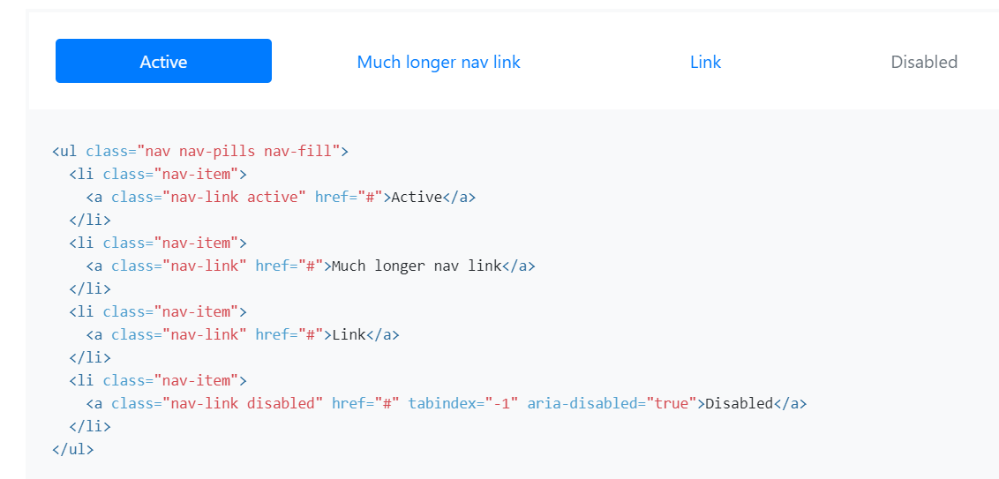 Active Much longer nav link Link Disabled
<ul class="nav nav-pills nav-fill">
  <li class="nav-item">
    <a class="nav-link active" href="#">Active</a>
  </li>
  <li class="nav-item">
    <a class="nav-link" href="#">Much longer nav link</a>
  </li>
  <li class="nav-item">
    <a class="nav-link" href="#">Link</a>
  </li>
  <li class="nav-item">
    <a class="nav-link disabled" href="#" tabindex="-1" aria-disabled="true">Disabled</a>
  </li>
</ul>